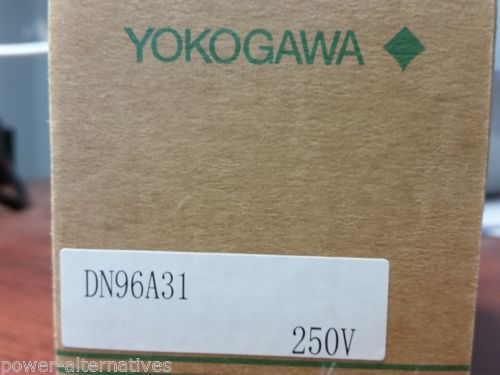 YOKOGAWA
DN96A31
250V
power-alternatives